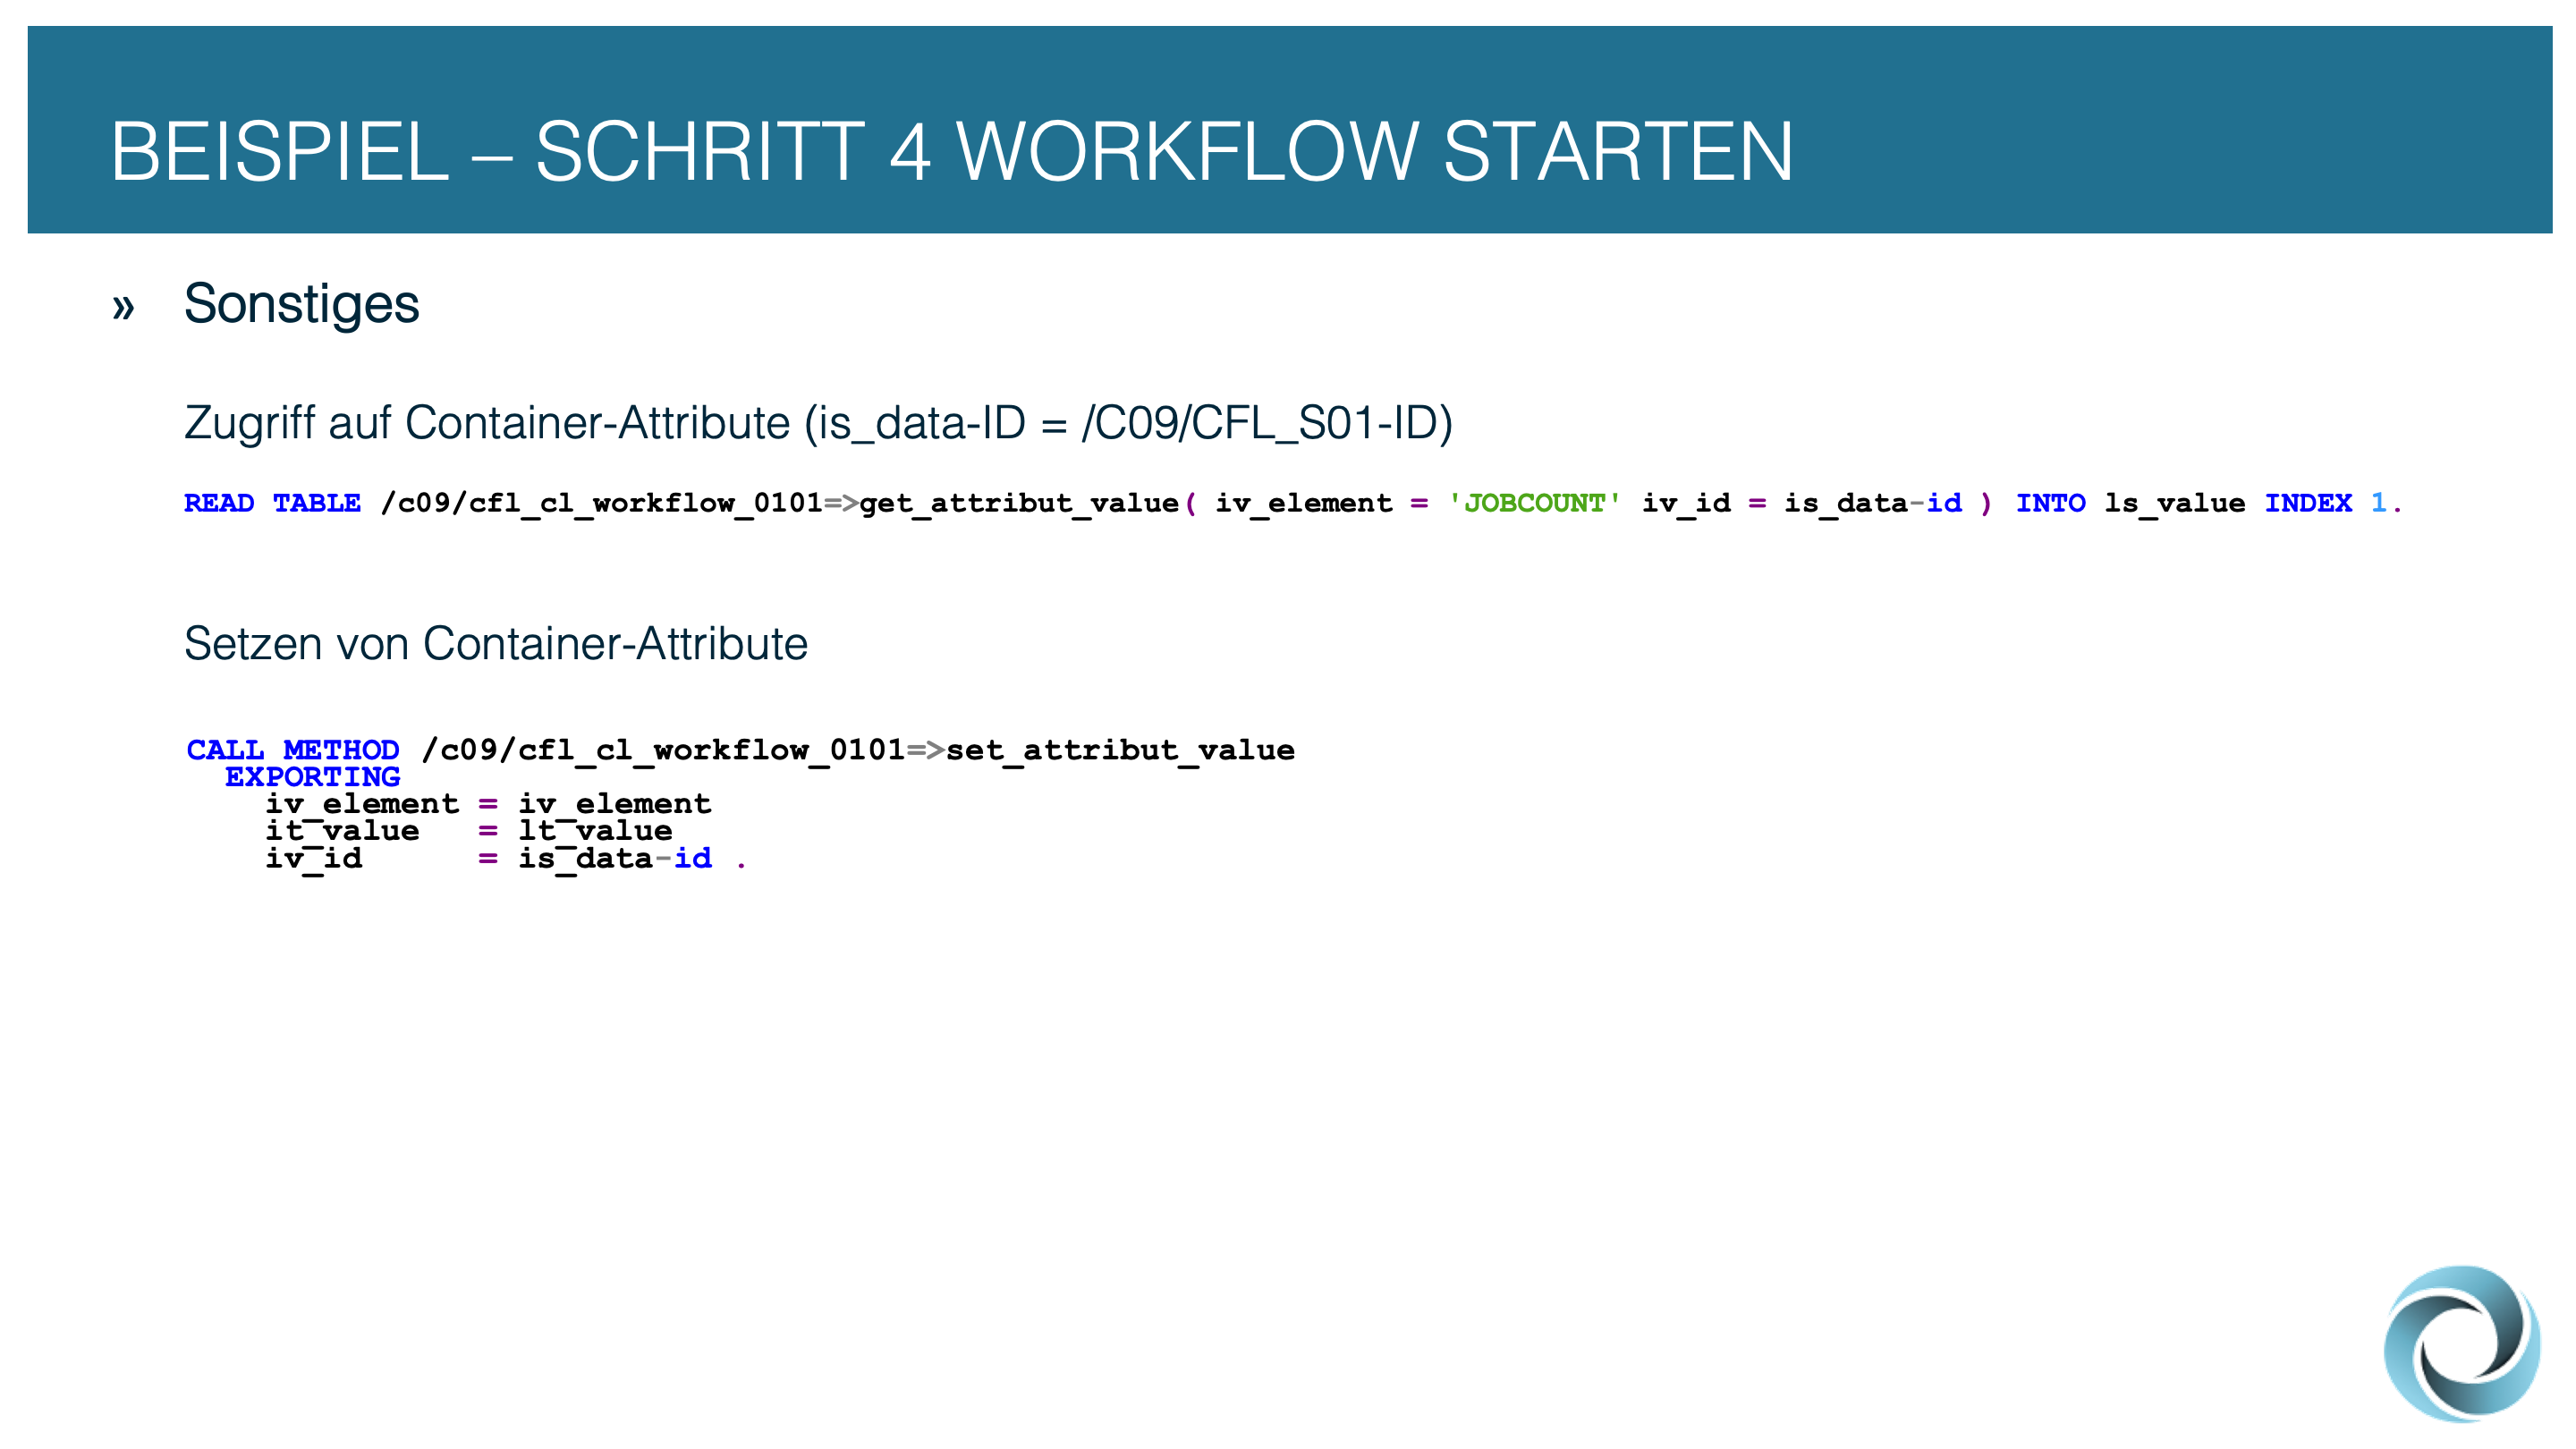 BEISPIEL – SCHRITT 4 WORKFLOW STARTEN
» Sonstiges
Zugriff auf Container-Attribute (is_data-ID = /C09/CFL_S01-ID)
READ TABLE /c09/cfl_cl_workflow_0101=>get_attribut_value( iv_element = 'JOBCOUNT' iv_id = is_data-id ) INTO ls_value INDEX 1.
Setzen von Container-Attribute
CALL METHOD /c09/cfl_cl_workflow_0101=>set_attribut_value
  EXPORTING
    iv_element = iv_element
    it_value   = lt_value
    iv_id      = is_data-id .